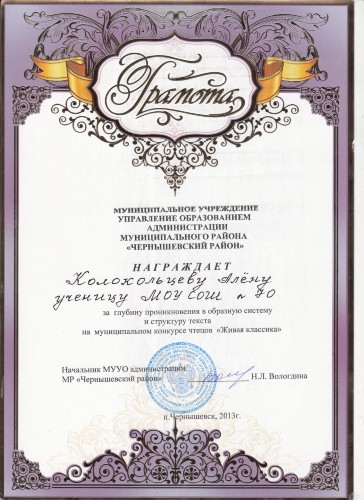 Грамота
МУНИЦИПАЛЬНОЕ УЧРЕЖДЕНИЕ
УПРАВЛЕНИЕ ОБРАЗОВАНИЕМ
АДМИНИСТРАЦИИ
МУНИЦИПАЛЬНОГО РАЙОНА
«ЧЕРНЫШЕВСКИЙ РАЙОН»
НАГРАЖДАЕТ
Колохольцеву Алёну
ученицу МОУ СОШ № 70
за глубину проникновения в образную систему
и структуру текста
на муниципальном конкурсе чтецов «Живая классика»
Начальник МУУО администрации
МР «Чернышевский район» Н.Л. Вологдина
п.Чернышевск, 2013г.